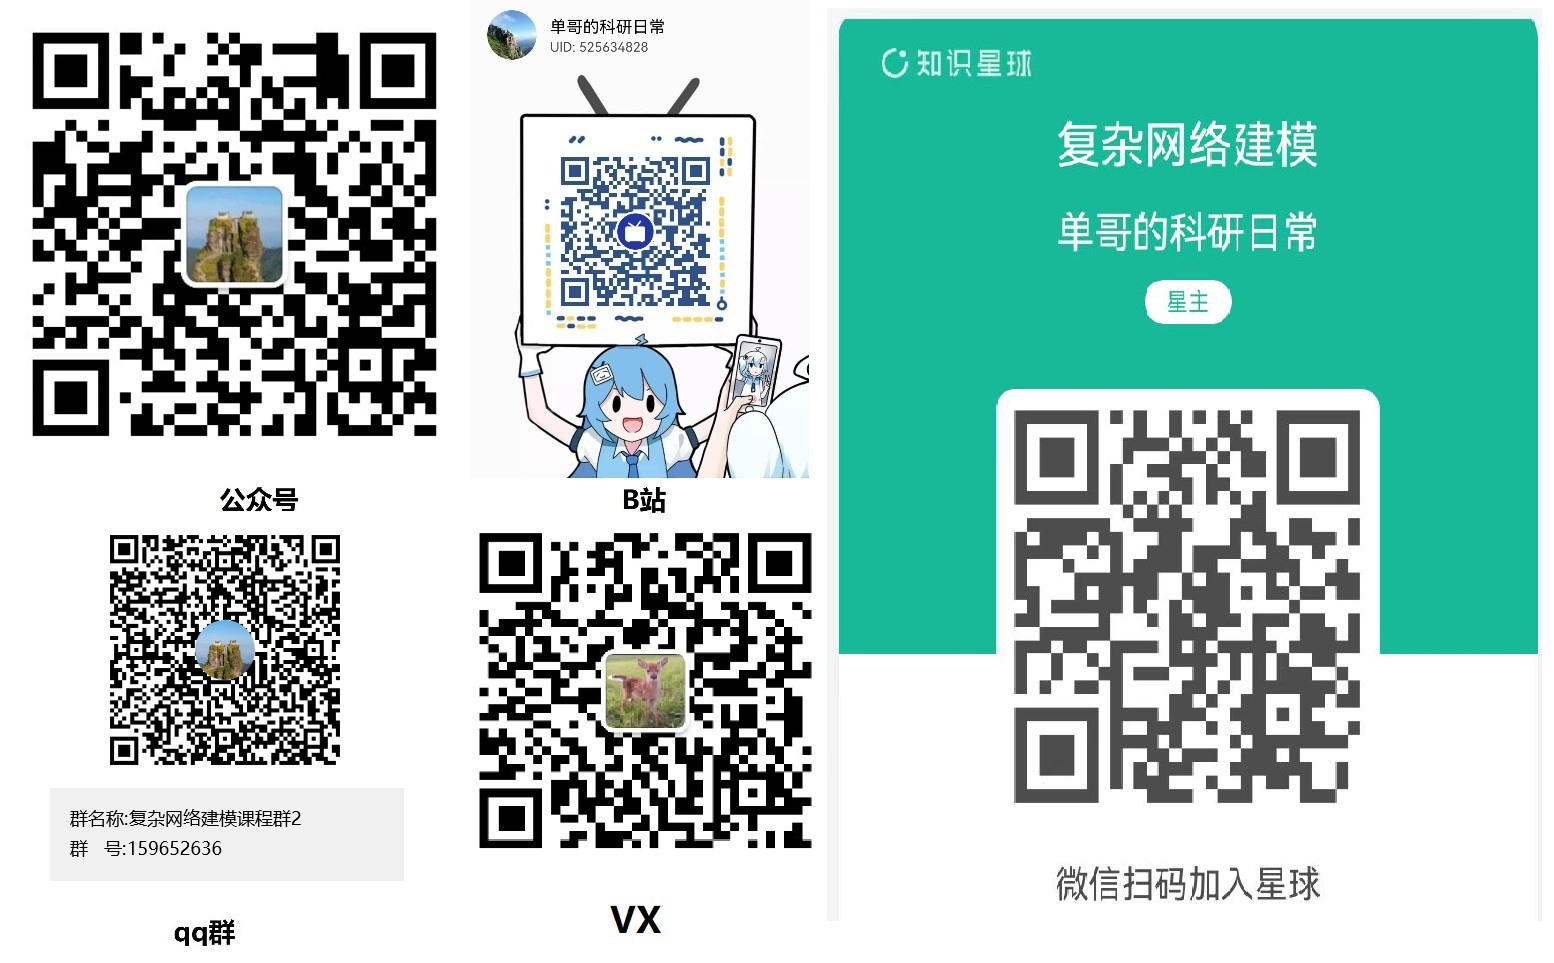 单哥的科研日常
UID: 525634828
公众号
B站
群名称:复杂网络建模课程群2
群 号:159652636
qq群
VX
知识星球
复杂网络建模
单哥的科研日常
星主
微信扫码加入星球